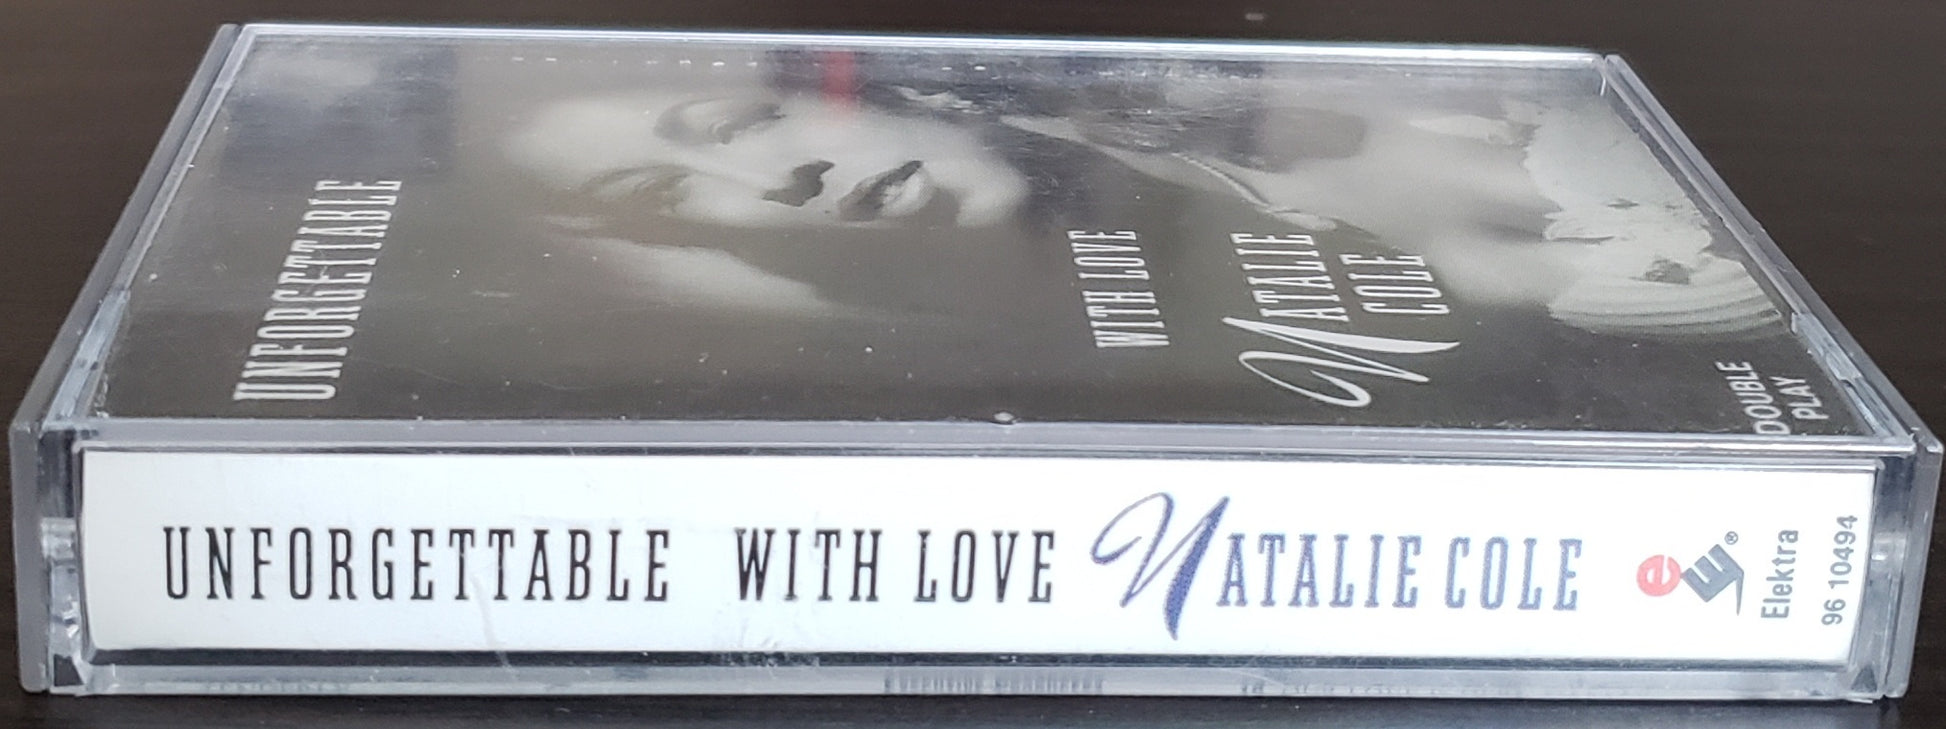 UNFORGETTABLE
WITH LOVE
NATALIE
COLE
DOUBLE
PLAY
UNFORGETTABLE WITH LOVE NATALIE COLE
e
®
Elektra
96 10494